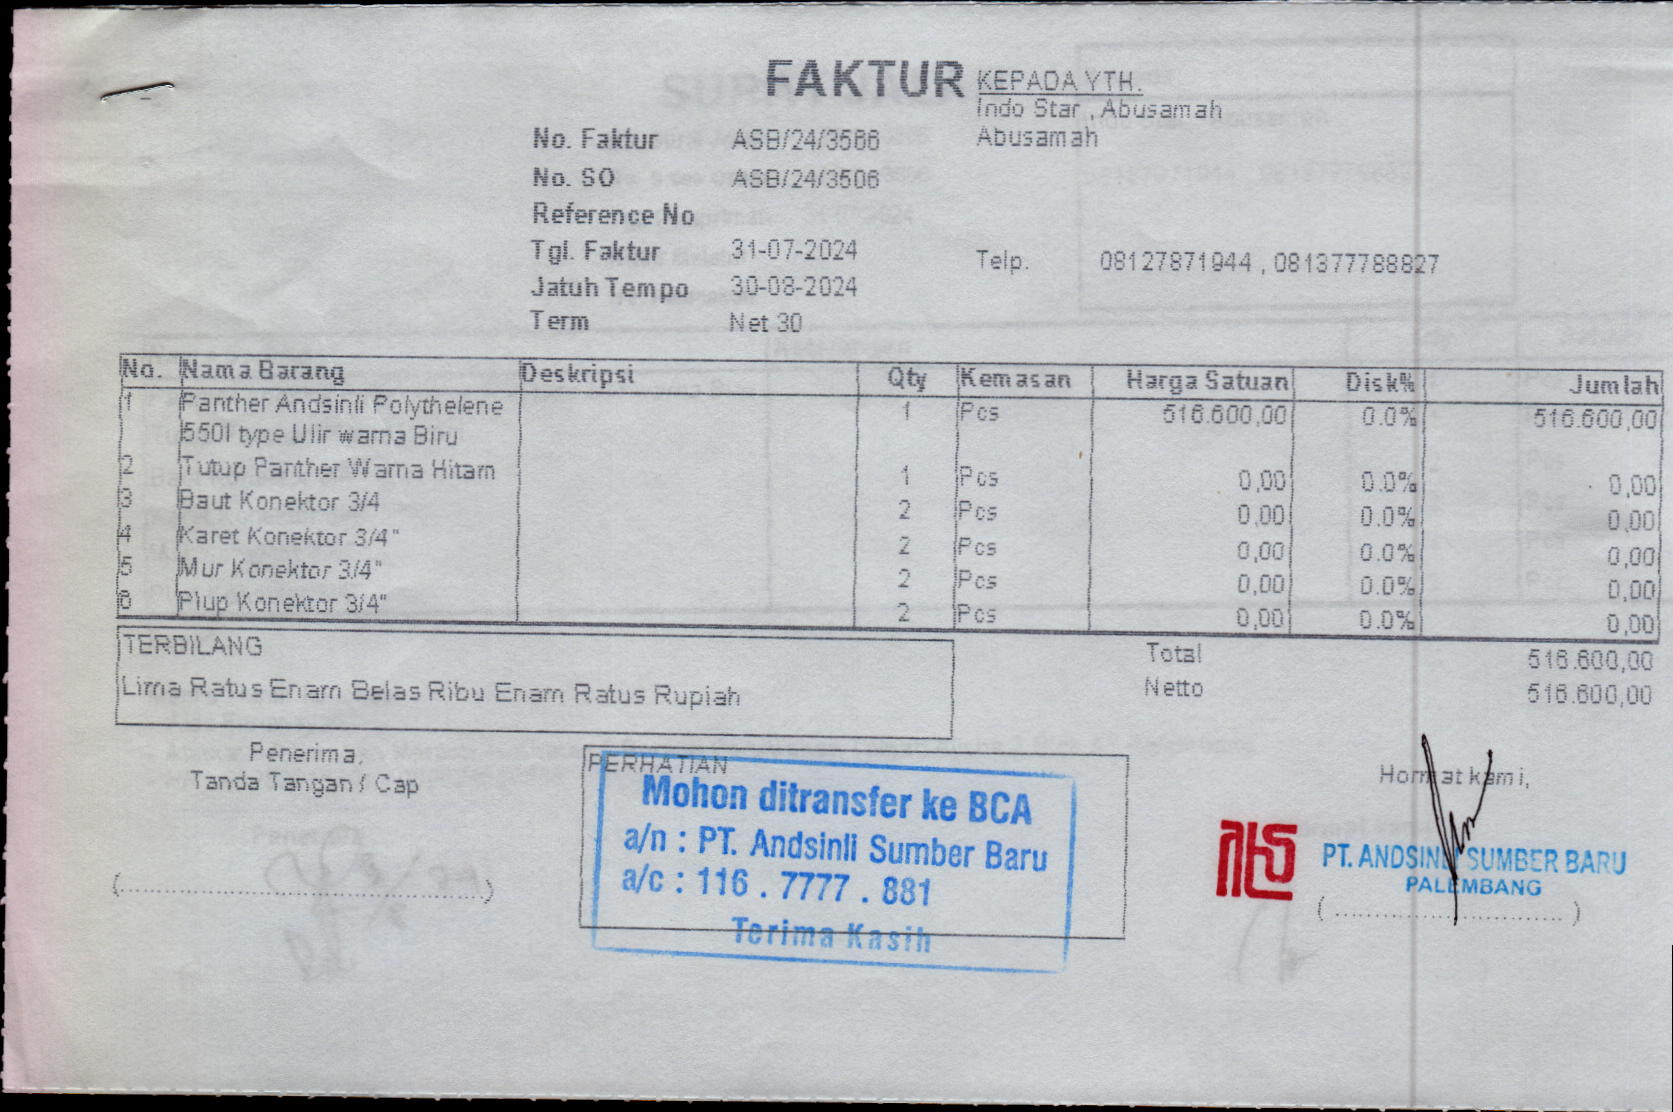 FAKTUR
KEPADA YTH.
Indo Star , Abusamah
Abusamah
No. Faktur ASB/24/3586
No. SO ASB/24/3506
Reference No
Tgl. Faktur 31-07-2024
Telp. 08127871944 , 081377788827
Jatuh Tempo 30-08-2024
Term Net 30
No. Nama Barang Deskripsi Qty Kemasan Harga Satuan Disk% Jumlah
1 Panther Andsinli Polythelene 1 Pcs 516.600,00 0.0% 516.600,00
550l type Ulir warna Biru
2 Tutup Panther Warna Hitam 1 Pcs 0,00 0.0% 0,00
3 Baut Konektor 3/4 2 Pcs 0,00 0.0% 0,00
4 Karet Konektor 3/4" 2 Pcs 0,00 0.0% 0,00
5 Mur Konektor 3/4" 2 Pcs 0,00 0.0% 0,00
6 Plup Konektor 3/4" 2 Pcs 0,00 0.0% 0,00
TERBILANG
Lima Ratus Enam Belas Ribu Enam Ratus Rupiah
Total 516.600,00
Netto 516.600,00
Penerima,
Tanda Tangan / Cap
(..........................................................)
PERHATIAN
Mohon ditransfer ke BCA
a/n : PT. Andsinli Sumber Baru
a/c : 116 . 7777 . 881
Terima Kasih
Hormat kami,
PT. ANDSINLI SUMBER BARU
PALEMBANG
( .................................... )